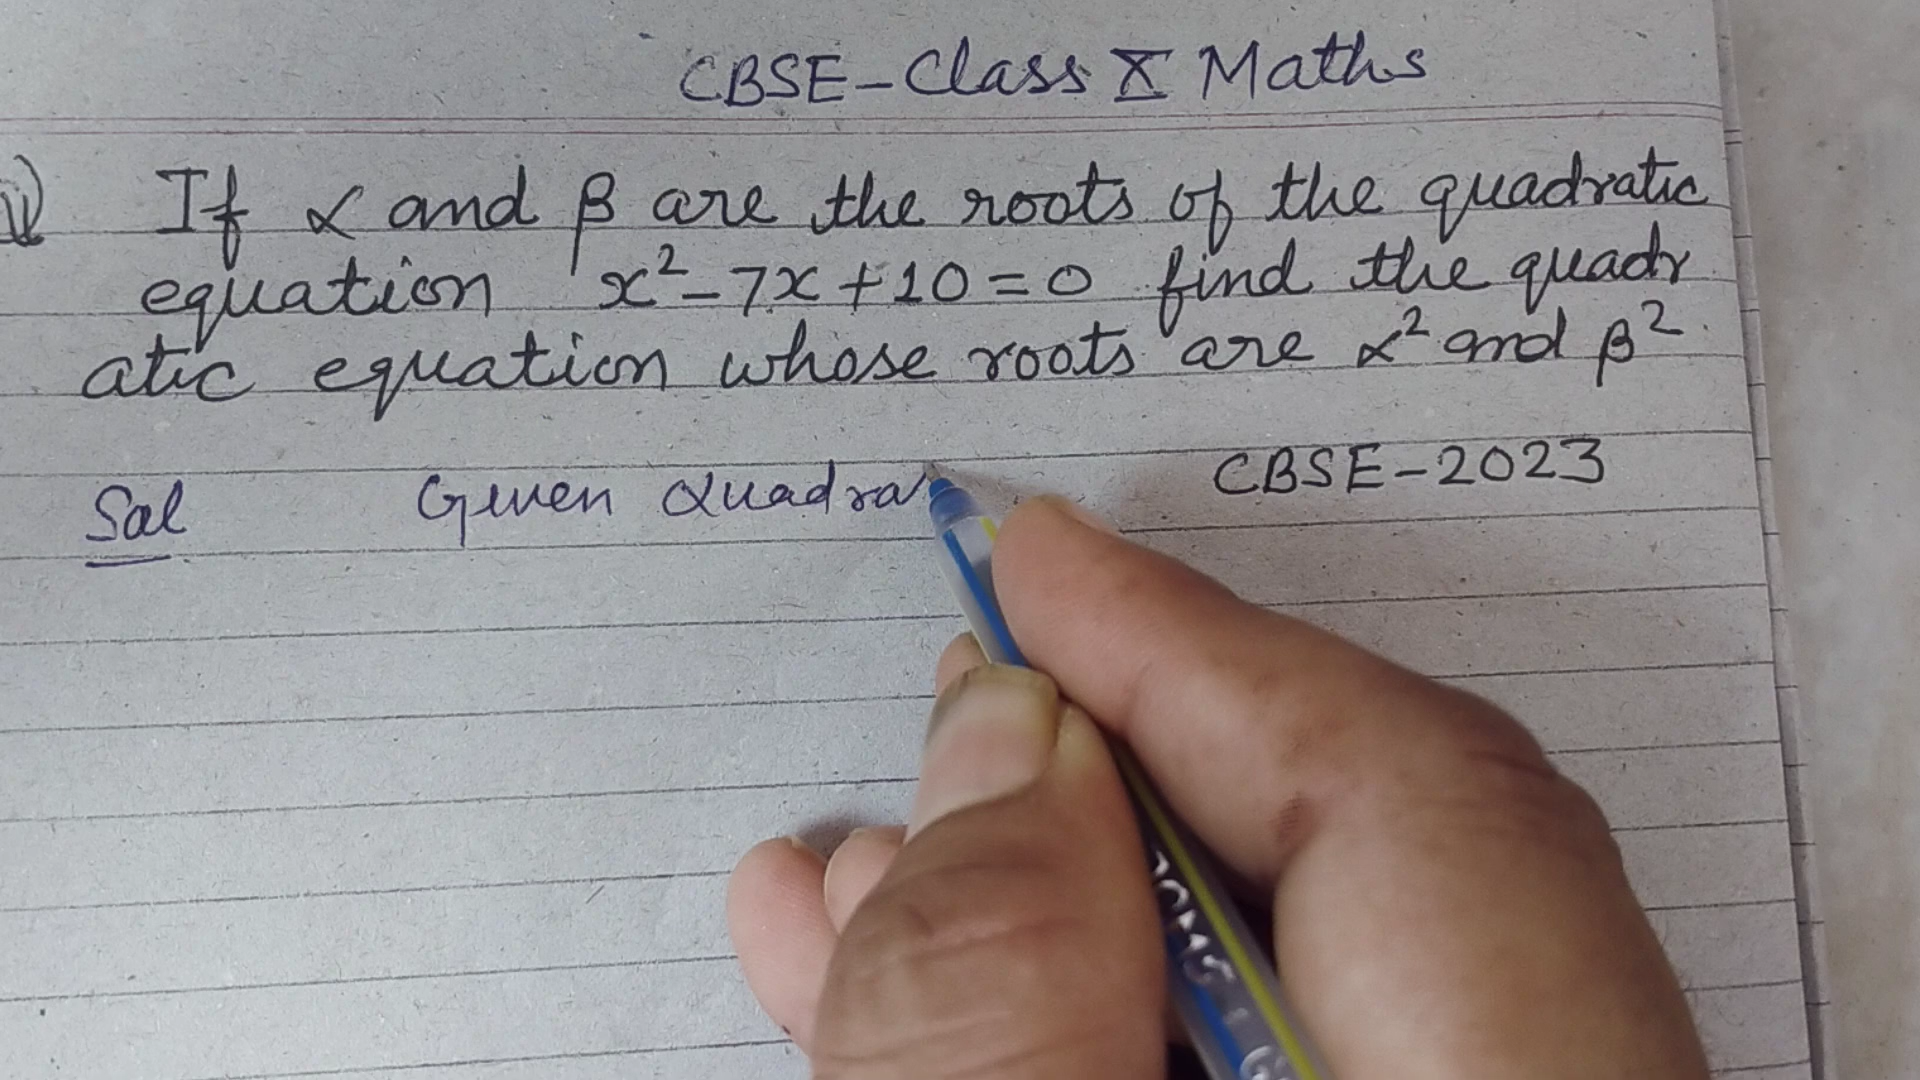 CBSE-Class X Maths
1) If α and β are the roots of the quadratic
equation x²-7x+10=0 find the quadr
atic equation whose roots are α² and β².
CBSE-2023
Sol Given Quadra